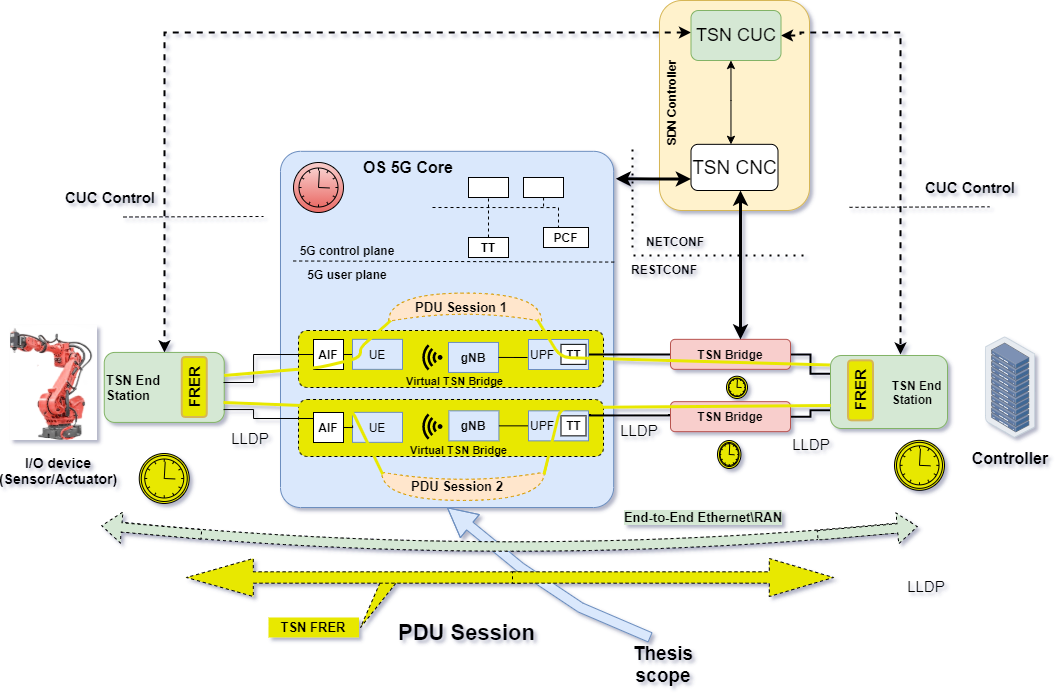 TSN CUC
SDN Controller
TSN CNC
OS 5G Core
CUC Control
CUC Control
PCF
TT
NETCONF
5G control plane
RESTCONF
5G user plane
PDU Session 1
AIF
UE
gNB
UPF
TT
TSN Bridge
Virtual TSN Bridge
TSN End
Station
FRER
FRER
TSN End
Station
AIF
UE
gNB
UPF
TT
TSN Bridge
LLDP
LLDP
LLDP
Virtual TSN Bridge
I/O device
(Sensor/Actuator)
Controller
PDU Session 2
End-to-End Ethernet\RAN
LLDP
TSN FRER
PDU Session
Thesis
scope